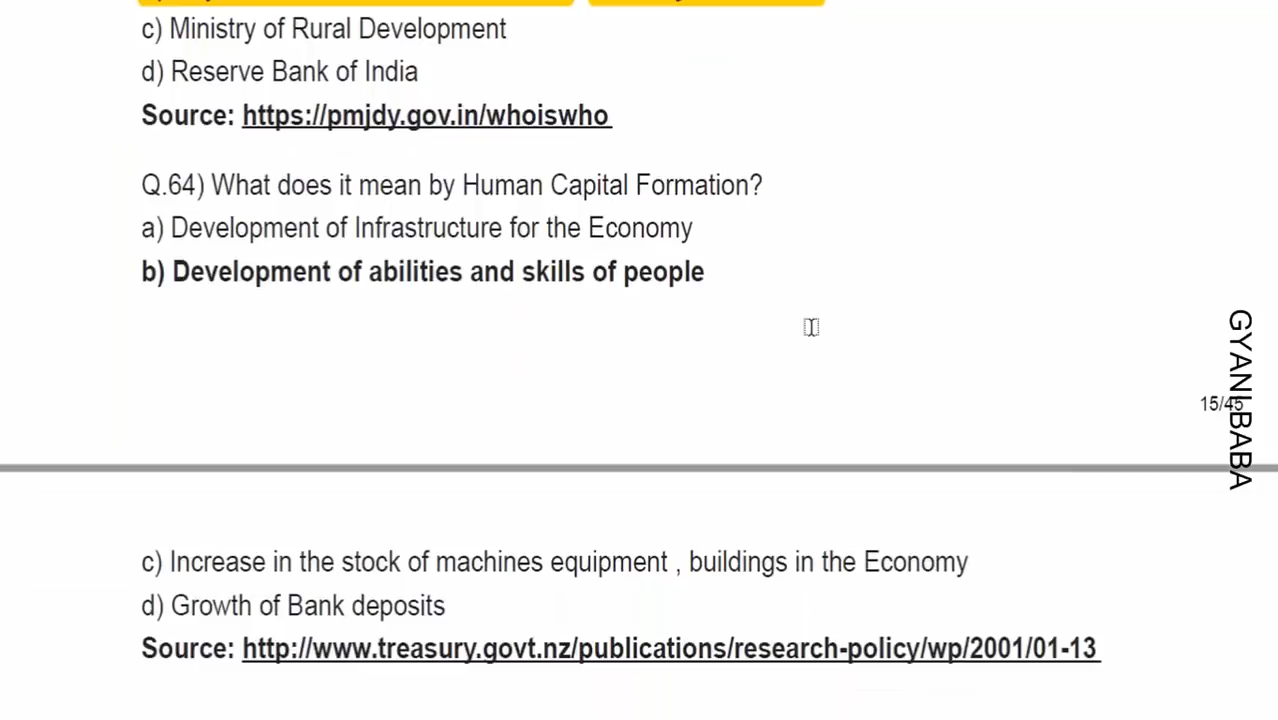 c) Ministry of Rural Development
d) Reserve Bank of India
Source: https://pmjdy.gov.in/whoiswho
Q.64) What does it mean by Human Capital Formation?
a) Development of Infrastructure for the Economy
b) Development of abilities and skills of people
GYANI BABA
15/45
c) Increase in the stock of machines equipment , buildings in the Economy
d) Growth of Bank deposits
Source: http://www.treasury.govt.nz/publications/research-policy/wp/2001/01-13